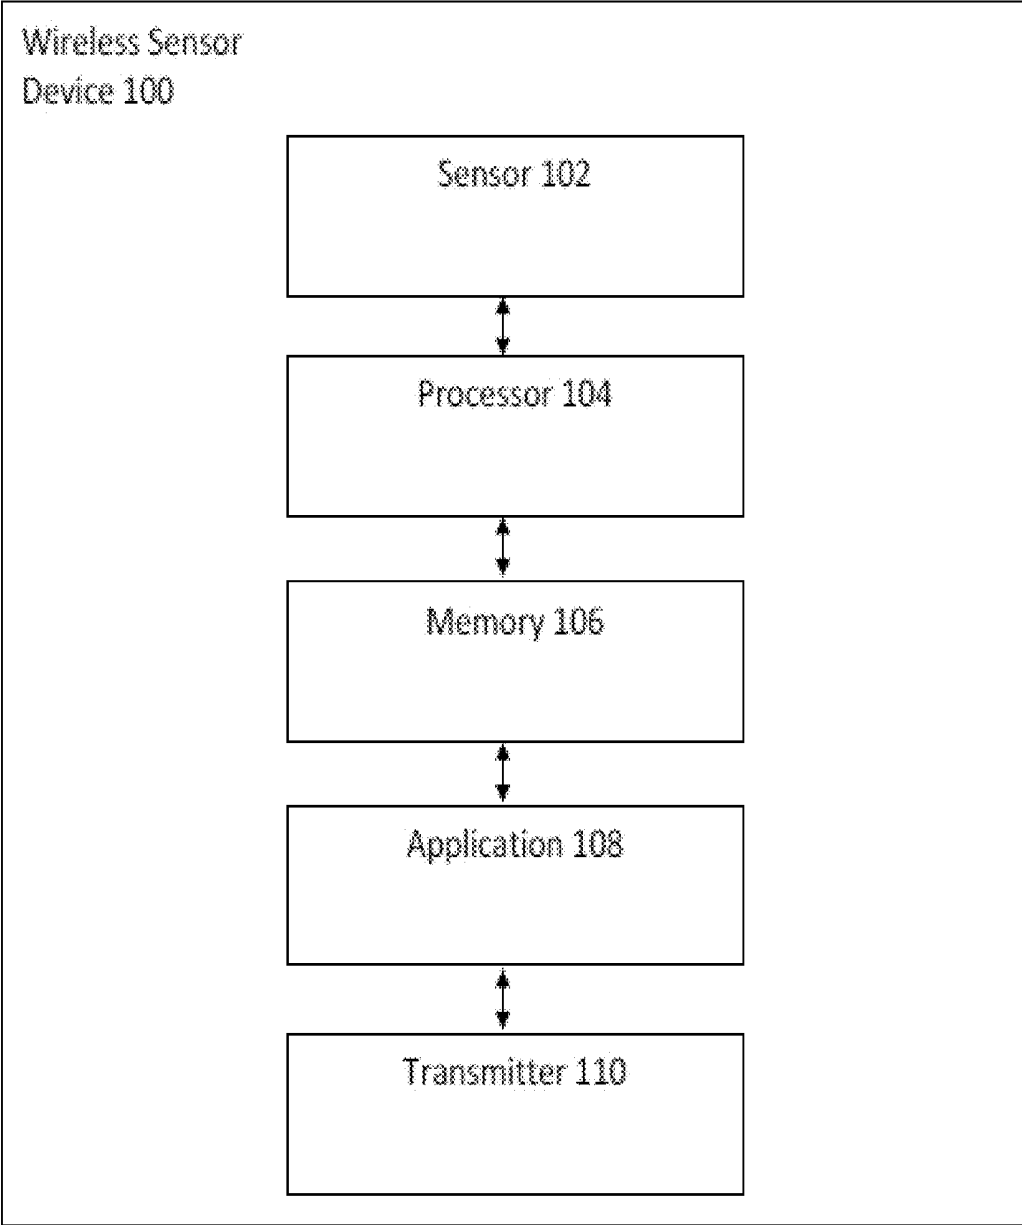 Wireless Sensor
Device 100
Sensor 102
Processor 104
Memory 106
Application 108
Transmitter 110